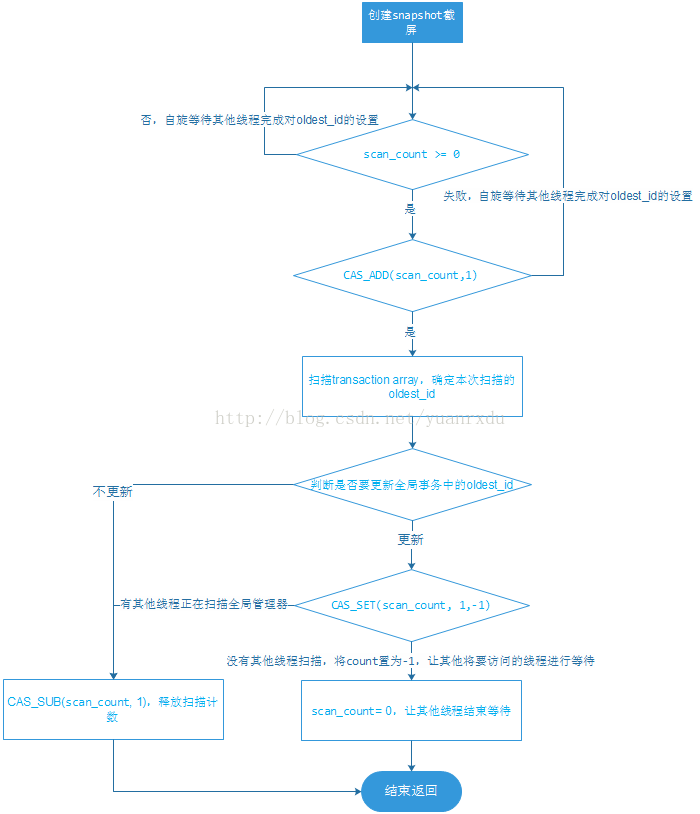 创建snapshot截
屏
否，自旋等待其他线程完成对oldest_id的设置
scan_count >= 0
失败，自旋等待其他线程完成对oldest_id的设置
是
CAS_ADD(scan_count,1)
是
扫描transaction array，确定本次扫描的
oldest_id
http://blog.csdn.net/yuanrxdu
判断是否要更新全局事务中的oldest_id
不更新
更新
有其他线程正在扫描全局管理器
CAS_SET(scan_count, 1,-1)
没有其他线程扫描，将count置为-1，让其他将要访问的线程进行等待
CAS_SUB(scan_count, 1)，释放扫描计
数
scan_count= 0，让其他线程结束等待
结束返回